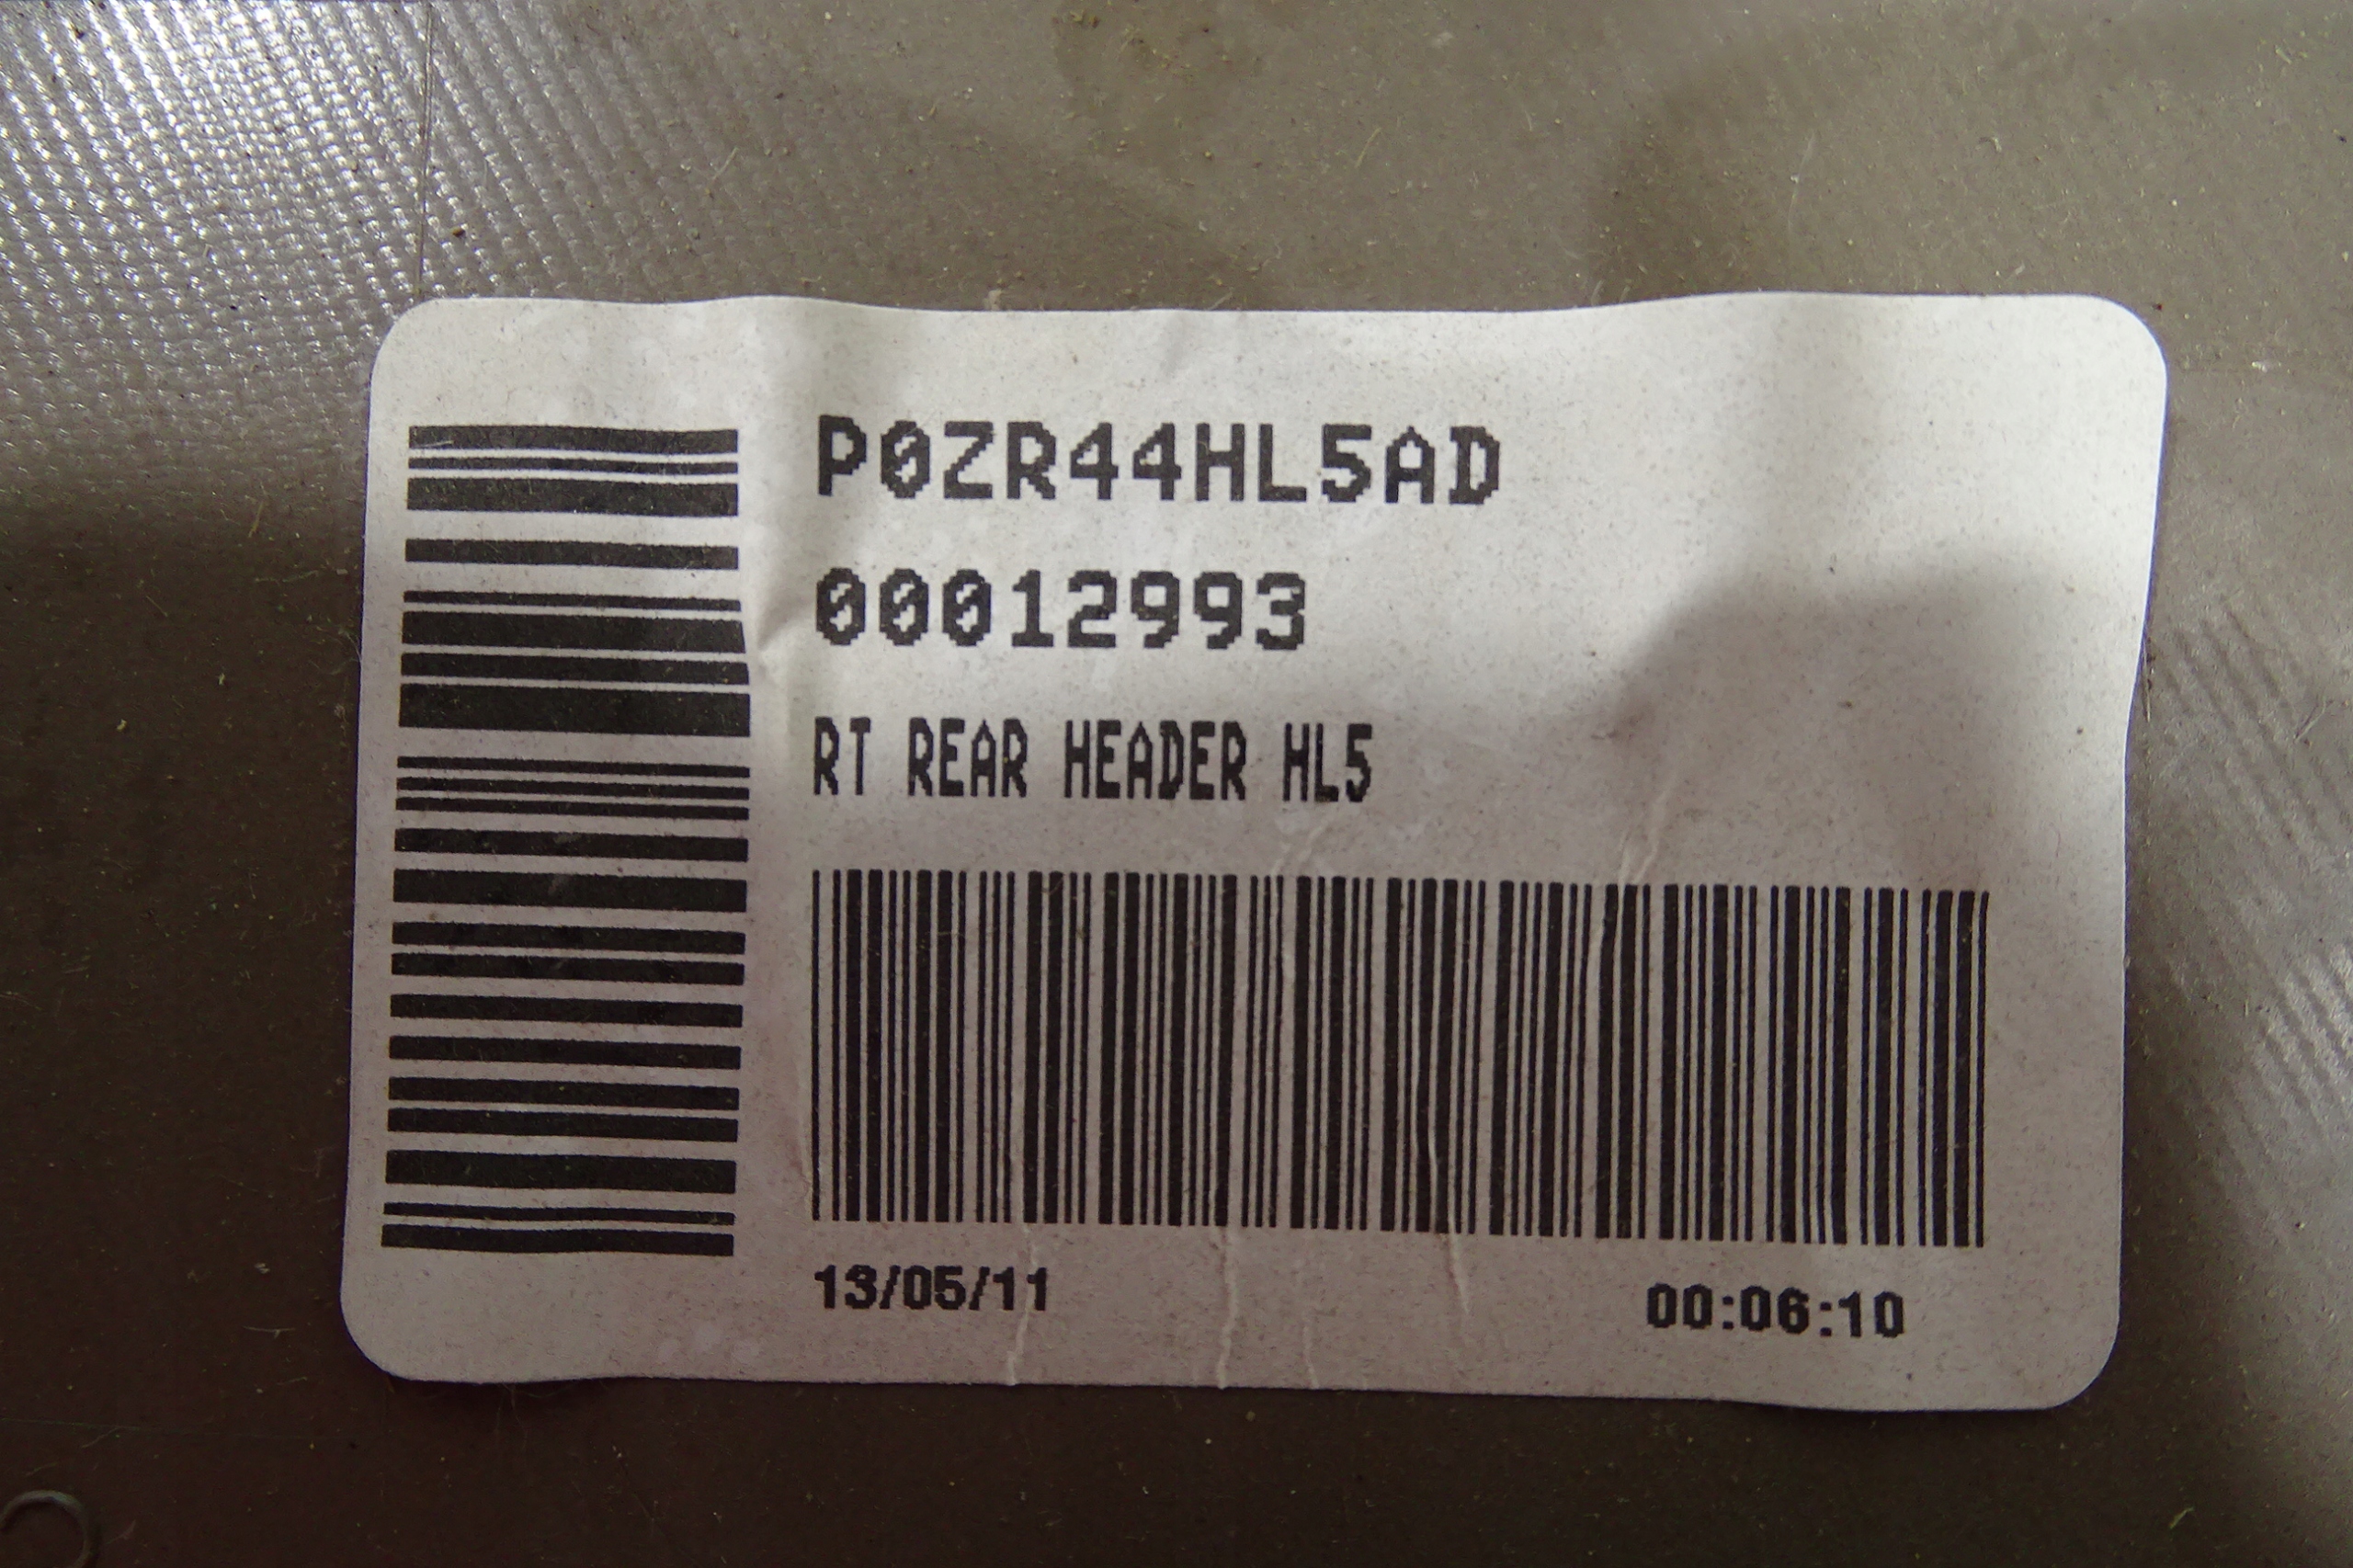 P0ZR44HL5AD
00012993
RT REAR HEADER HL5
13/05/11
00:06:10